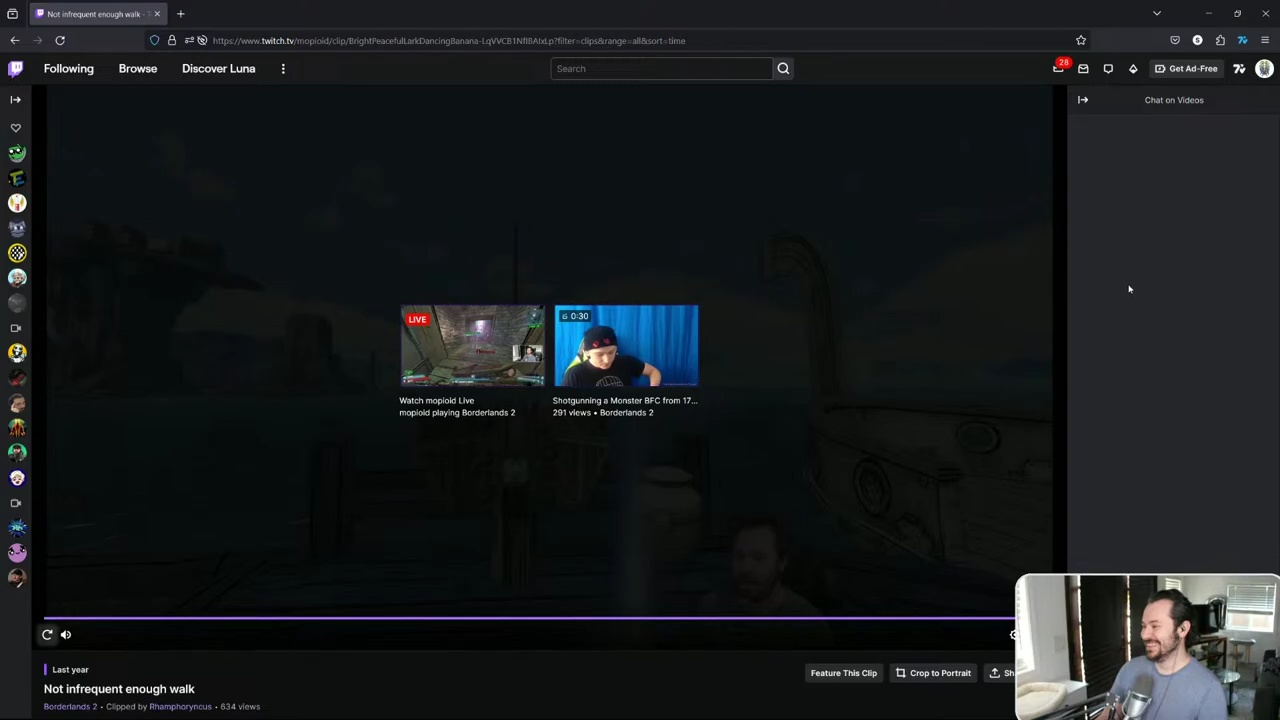 Not infrequent enough walk -
https://www.twitch.tv/mopioid/clip/BrightPeacefulLarkDancingBanana-LqVVCB1NfIBAIxLp?filter=clips&range=all&sort=time
Following
Browse
Discover Luna
Search
28
Get Ad-Free
Chat on Videos
LIVE
0:30
Watch mopioid Live
mopioid playing Borderlands 2
Shotgunning a Monster BFC from 17...
291 views • Borderlands 2
Last year
Feature This Clip
Crop to Portrait
Sh
Not infrequent enough walk
Borderlands 2 • Clipped by Rhamphoryncus • 634 views